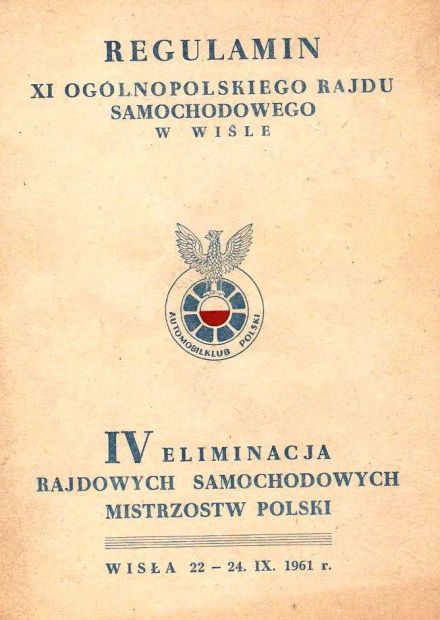 REGULAMIN
XI OGÓLNOPOLSKIEGO RAJDU
SAMOCHODOWEGO
W WIŚLE
AUTOMOBILKLUB POLSKI
IV ELIMINACJA
RAJDOWYCH SAMOCHODOWYCH
MISTRZOSTW POLSKI
WISŁA 22 — 24. IX. 1961 r.